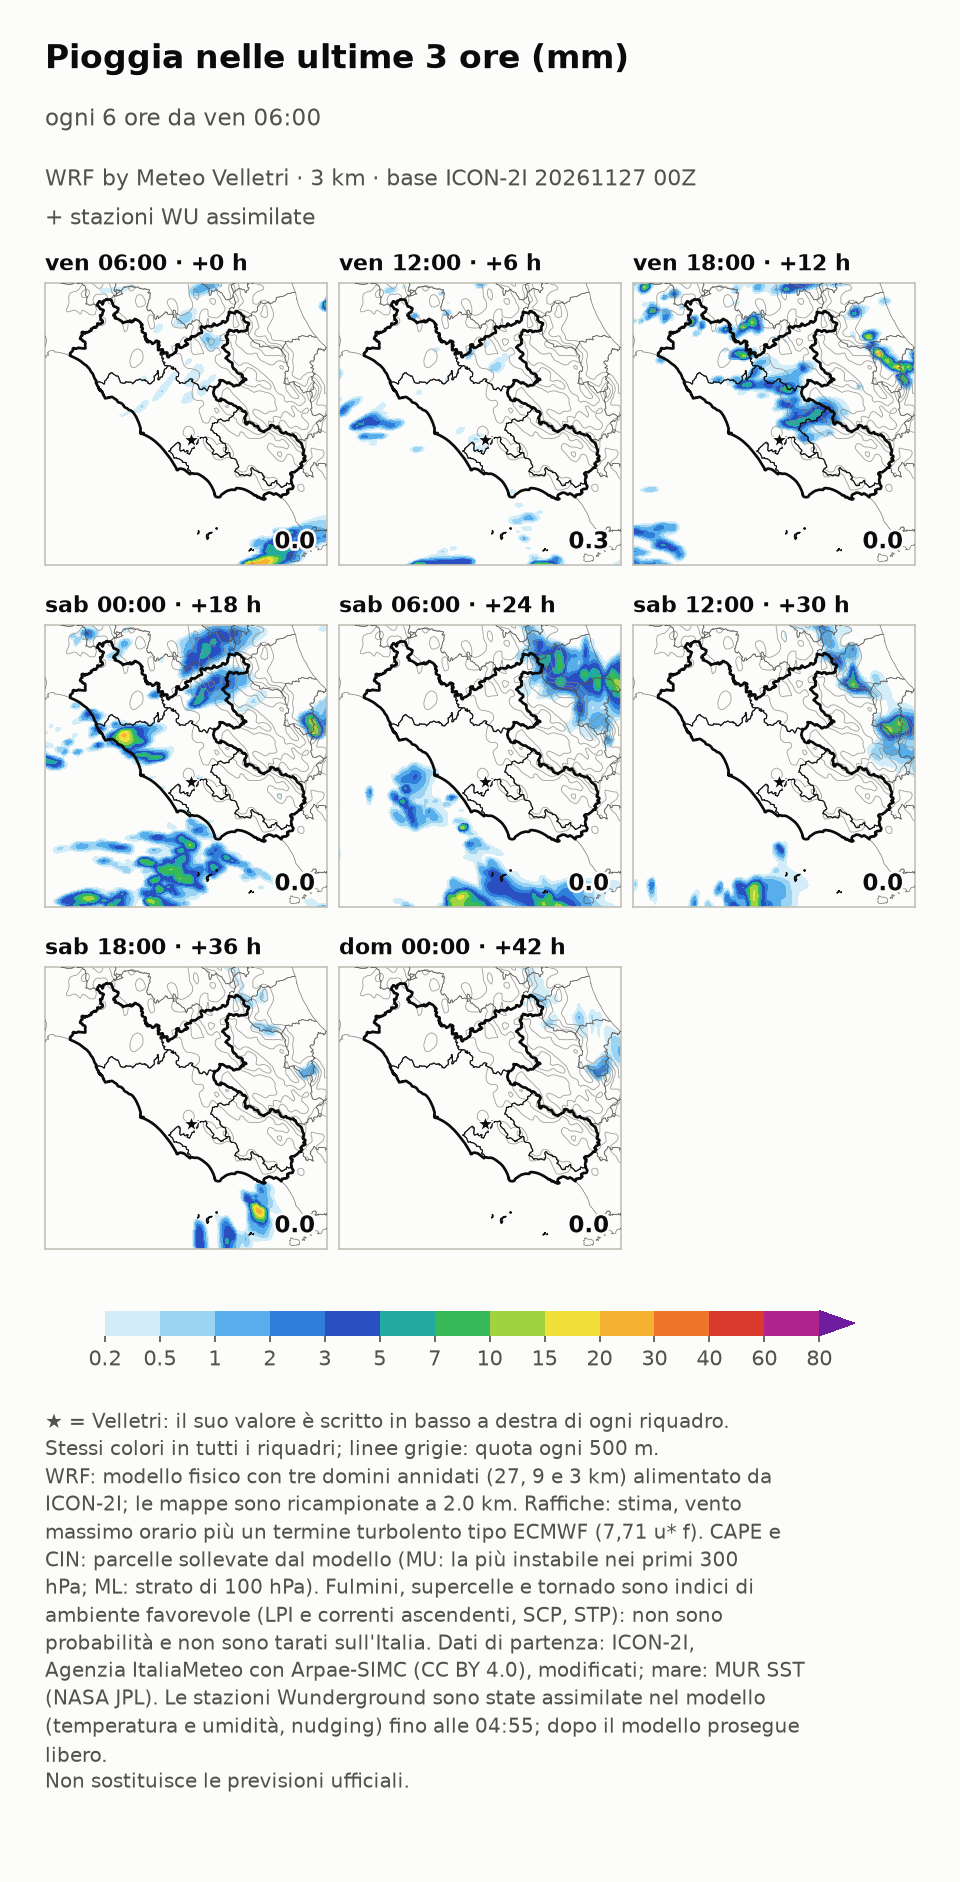 Pioggia nelle ultime 3 ore (mm)
ogni 6 ore da ven 06:00
WRF by Meteo Velletri · 3 km · base ICON-2I 20261127 00Z
+ stazioni WU assimilate
ven 06:00 · +0 h
0.0
ven 12:00 · +6 h
0.3
ven 18:00 · +12 h
0.0
sab 00:00 · +18 h
0.0
sab 06:00 · +24 h
0.0
sab 12:00 · +30 h
0.0
sab 18:00 · +36 h
0.0
dom 00:00 · +42 h
0.0
0.2 0.5 1 2 3 5 7 10 15 20 30 40 60 80
★ = Velletri: il suo valore è scritto in basso a destra di ogni riquadro.
Stessi colori in tutti i riquadri; linee grigie: quota ogni 500 m.
WRF: modello fisico con tre domini annidati (27, 9 e 3 km) alimentato da
ICON-2I; le mappe sono ricampionate a 2.0 km. Raffiche: stima, vento
massimo orario più un termine turbolento tipo ECMWF (7,71 u* f). CAPE e
CIN: parcelle sollevate dal modello (MU: la più instabile nei primi 300
hPa; ML: strato di 100 hPa). Fulmini, supercelle e tornado sono indici di
ambiente favorevole (LPI e correnti ascendenti, SCP, STP): non sono
probabilità e non sono tarati sull'Italia. Dati di partenza: ICON-2I,
Agenzia ItaliaMeteo con Arpae-SIMC (CC BY 4.0), modificati; mare: MUR SST
(NASA JPL). Le stazioni Wunderground sono state assimilate nel modello
(temperatura e umidità, nudging) fino alle 04:55; dopo il modello prosegue
libero.
Non sostituisce le previsioni ufficiali.